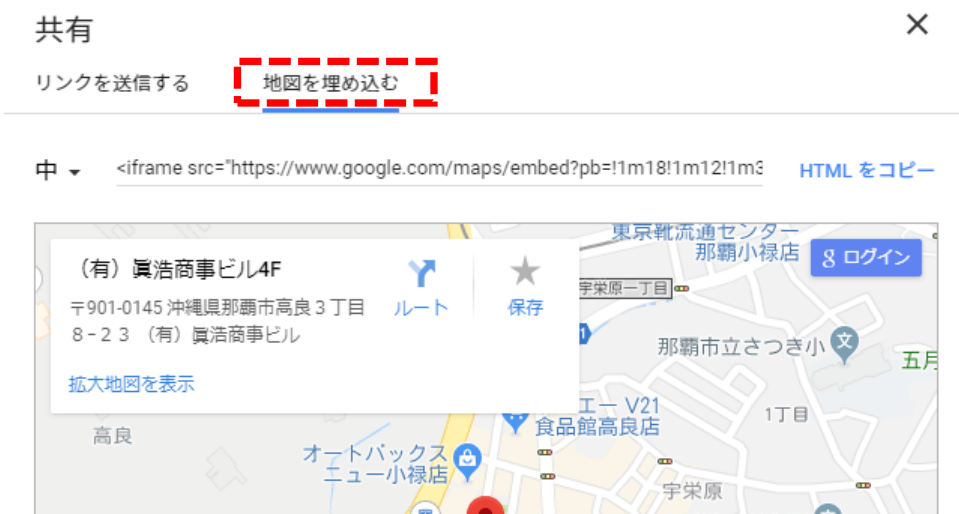 共有
リンクを送信する
地図を埋め込む
中
<iframe src="https://www.google.com/maps/embed?pb=!1m18!1m12!1m3
HTML をコピー
（有）眞浩商事ビル4F
〒901-0145 沖縄県那覇市高良３丁目
８−２３ （有）眞浩商事ビル
ルート
保存
拡大地図を表示
東京靴流通センター
那覇小禄店
g ログイン
宇栄原一丁目
那覇市立さつき小
文
五月
1丁目
エー V21
食品館高良店
高良
オートバックス
ニュー小禄店
宇栄原